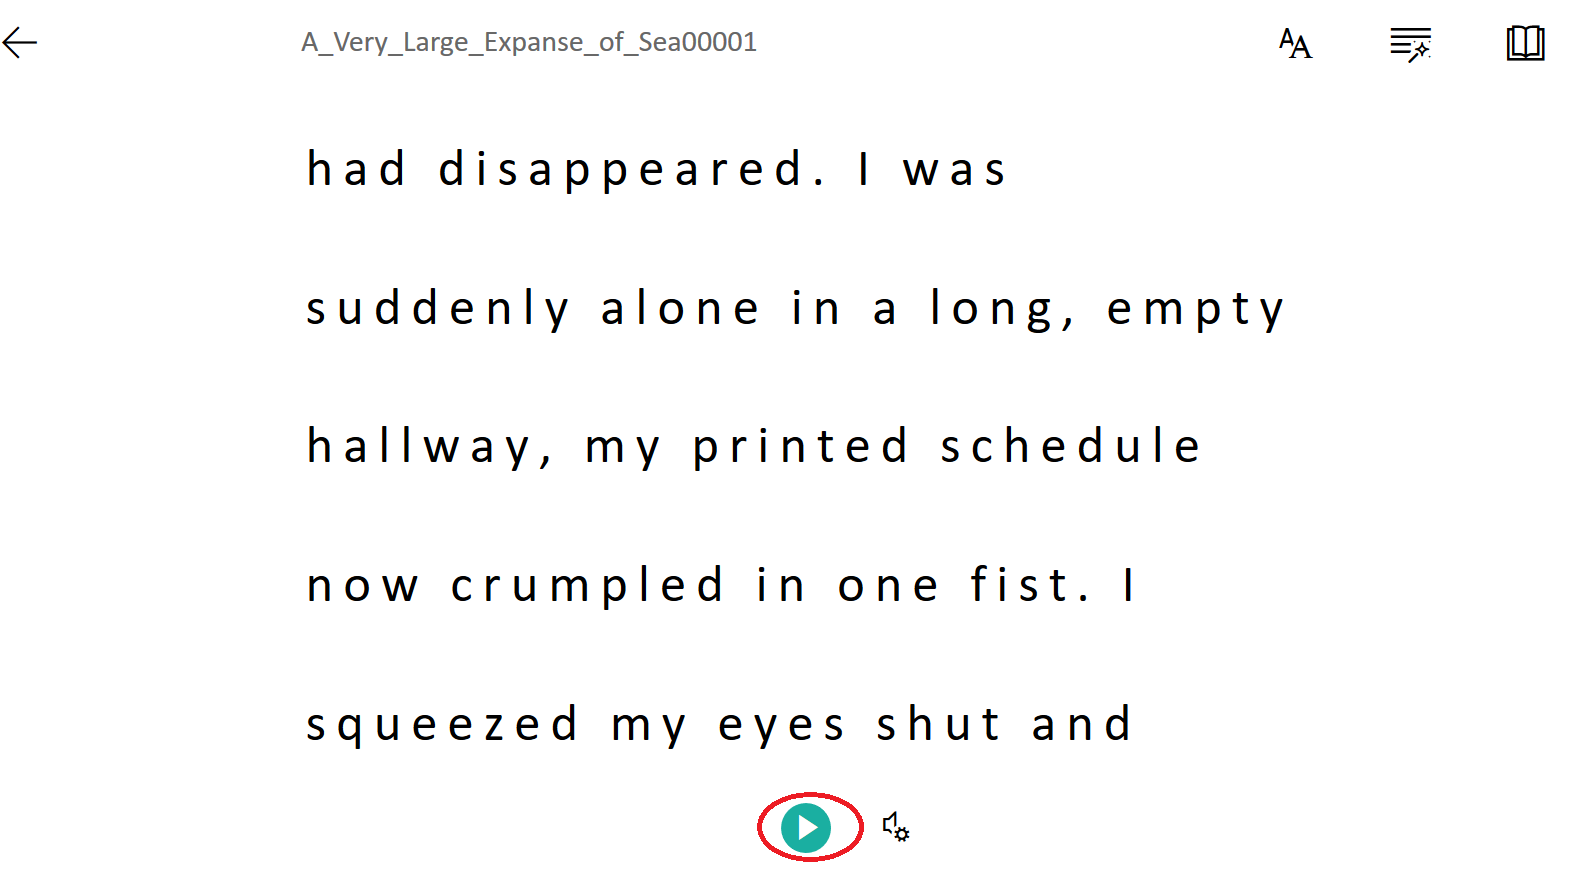 A_Very_Large_Expanse_of_Sea00001
had disappeared. I was
suddenly alone in a long, empty
hallway, my printed schedule
now crumpled in one fist. I
squeezed my eyes shut and